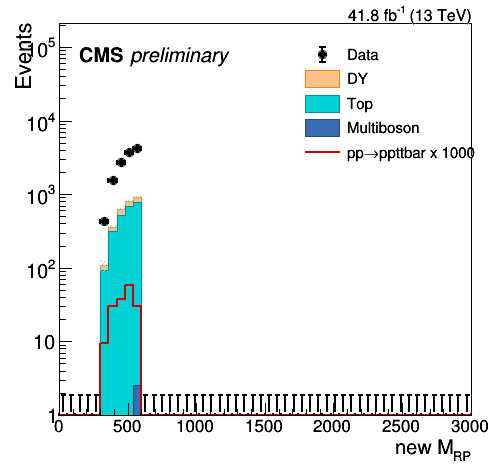 41.8 fb⁻¹ (13 TeV)
Events
CMS preliminary
Data
DY
Top
Multiboson
pp→ppttbar x 1000
10⁵
10⁴
10³
10²
10
1
0 500 1000 1500 2000 2500 3000
new M_RP